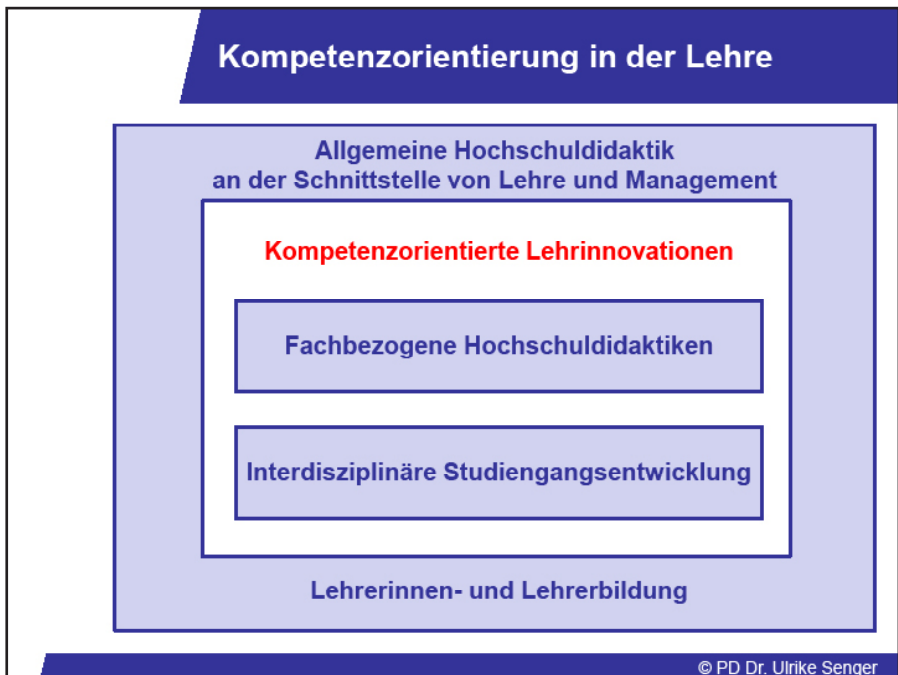 Kompetenzorientierung in der Lehre
Allgemeine Hochschuldidaktik
an der Schnittstelle von Lehre und Management
Kompetenzorientierte Lehrinnovationen
Fachbezogene Hochschuldidaktiken
Interdisziplinäre Studiengangsentwicklung
Lehrerinnen- und Lehrerbildung
© PD Dr. Ulrike Senger